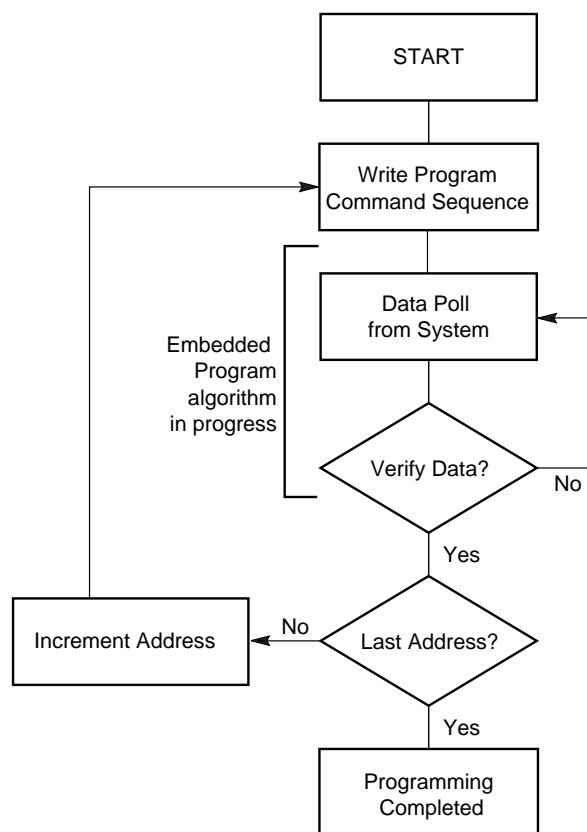 START
Write Program
Command Sequence
Data Poll
from System
Embedded
Program
algorithm
in progress
Verify Data?
No
Yes
Last Address?
No
Increment Address
Yes
Programming
Completed